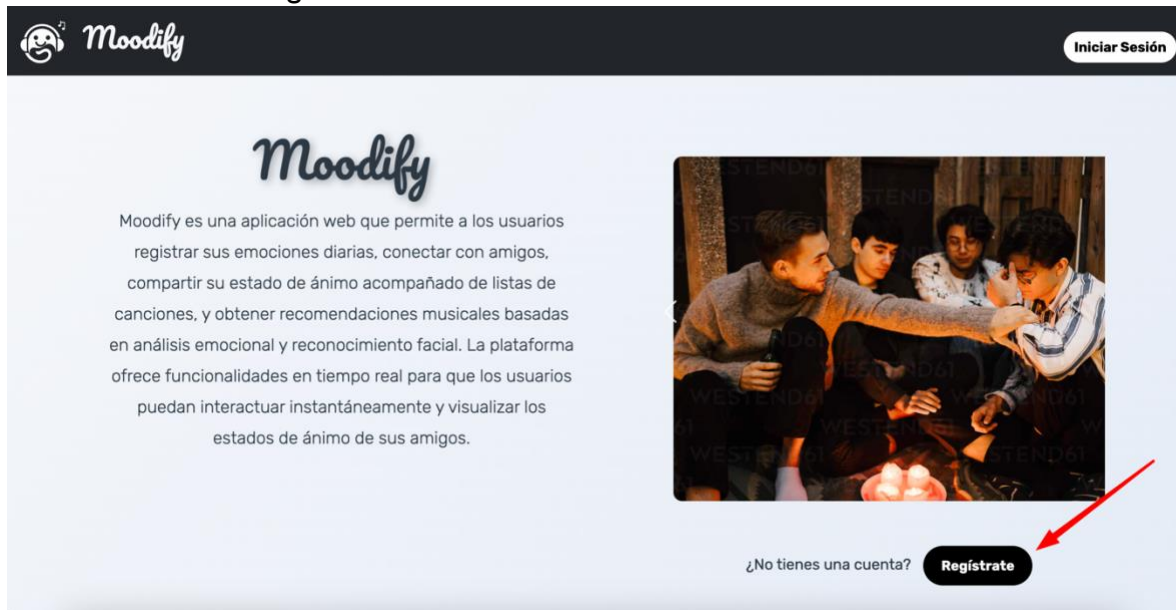 Moodify
Iniciar Sesión
Moodify
Moodify es una aplicación web que permite a los usuarios
registrar sus emociones diarias, conectar con amigos,
compartir su estado de ánimo acompañado de listas de
canciones, y obtener recomendaciones musicales basadas
en análisis emocional y reconocimiento facial. La plataforma
ofrece funcionalidades en tiempo real para que los usuarios
puedan interactuar instantáneamente y visualizar los
estados de ánimo de sus amigos.
WESTEND61
¿No tienes una cuenta? Regístrate